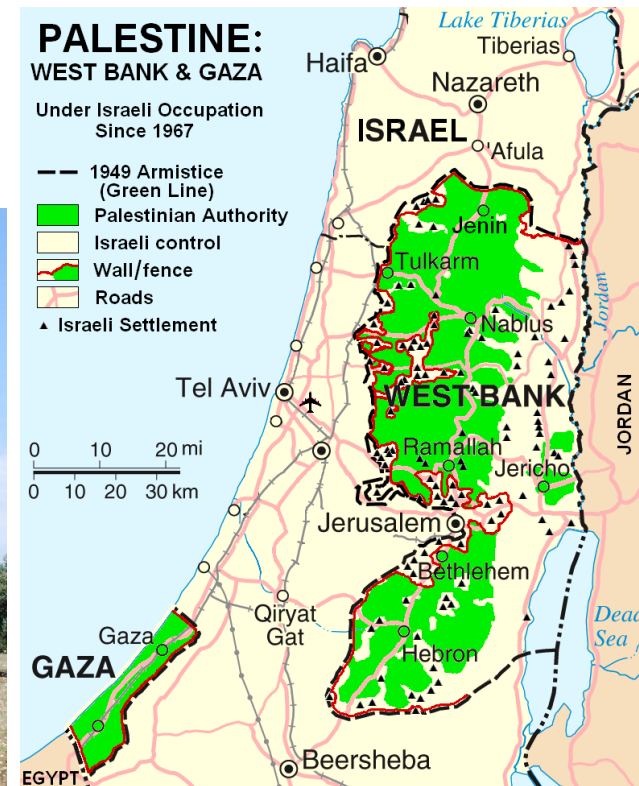 PALESTINE:
WEST BANK & GAZA
Under Israeli Occupation
Since 1967
1949 Armistice
(Green Line)
Palestinian Authority
Israeli control
Wall/fence
Roads
Israeli Settlement
Lake Tiberias
Tiberias
Haifa
Nazareth
ISRAEL
'Afula
Jenin
Tulkarm
Nablus
Jordan
Tel Aviv
WEST BANK
JORDAN
0 10 20 mi
0 10 20 30 km
Ramallah
Jericho
Jerusalem
Bethlehem
Qiryat
Gat
Dead
Sea
Gaza
GAZA
Hebron
Beersheba
EGYPT